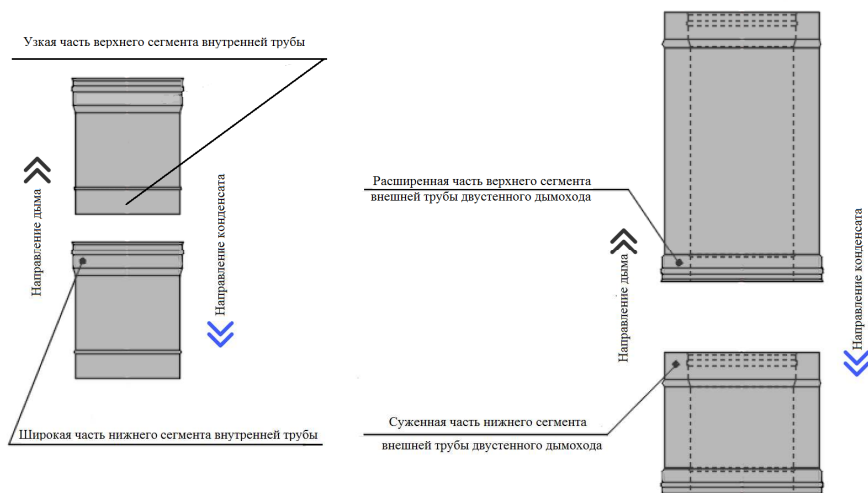 Узкая часть верхнего сегмента внутренней трубы
Направление дыма
Направление конденсата
Широкая часть нижнего сегмента внутренней трубы
Расширенная часть верхнего сегмента
внешней трубы двустенного дымохода
Направление дыма
Направление конденсата
Суженная часть нижнего сегмента
внешней трубы двустенного дымохода